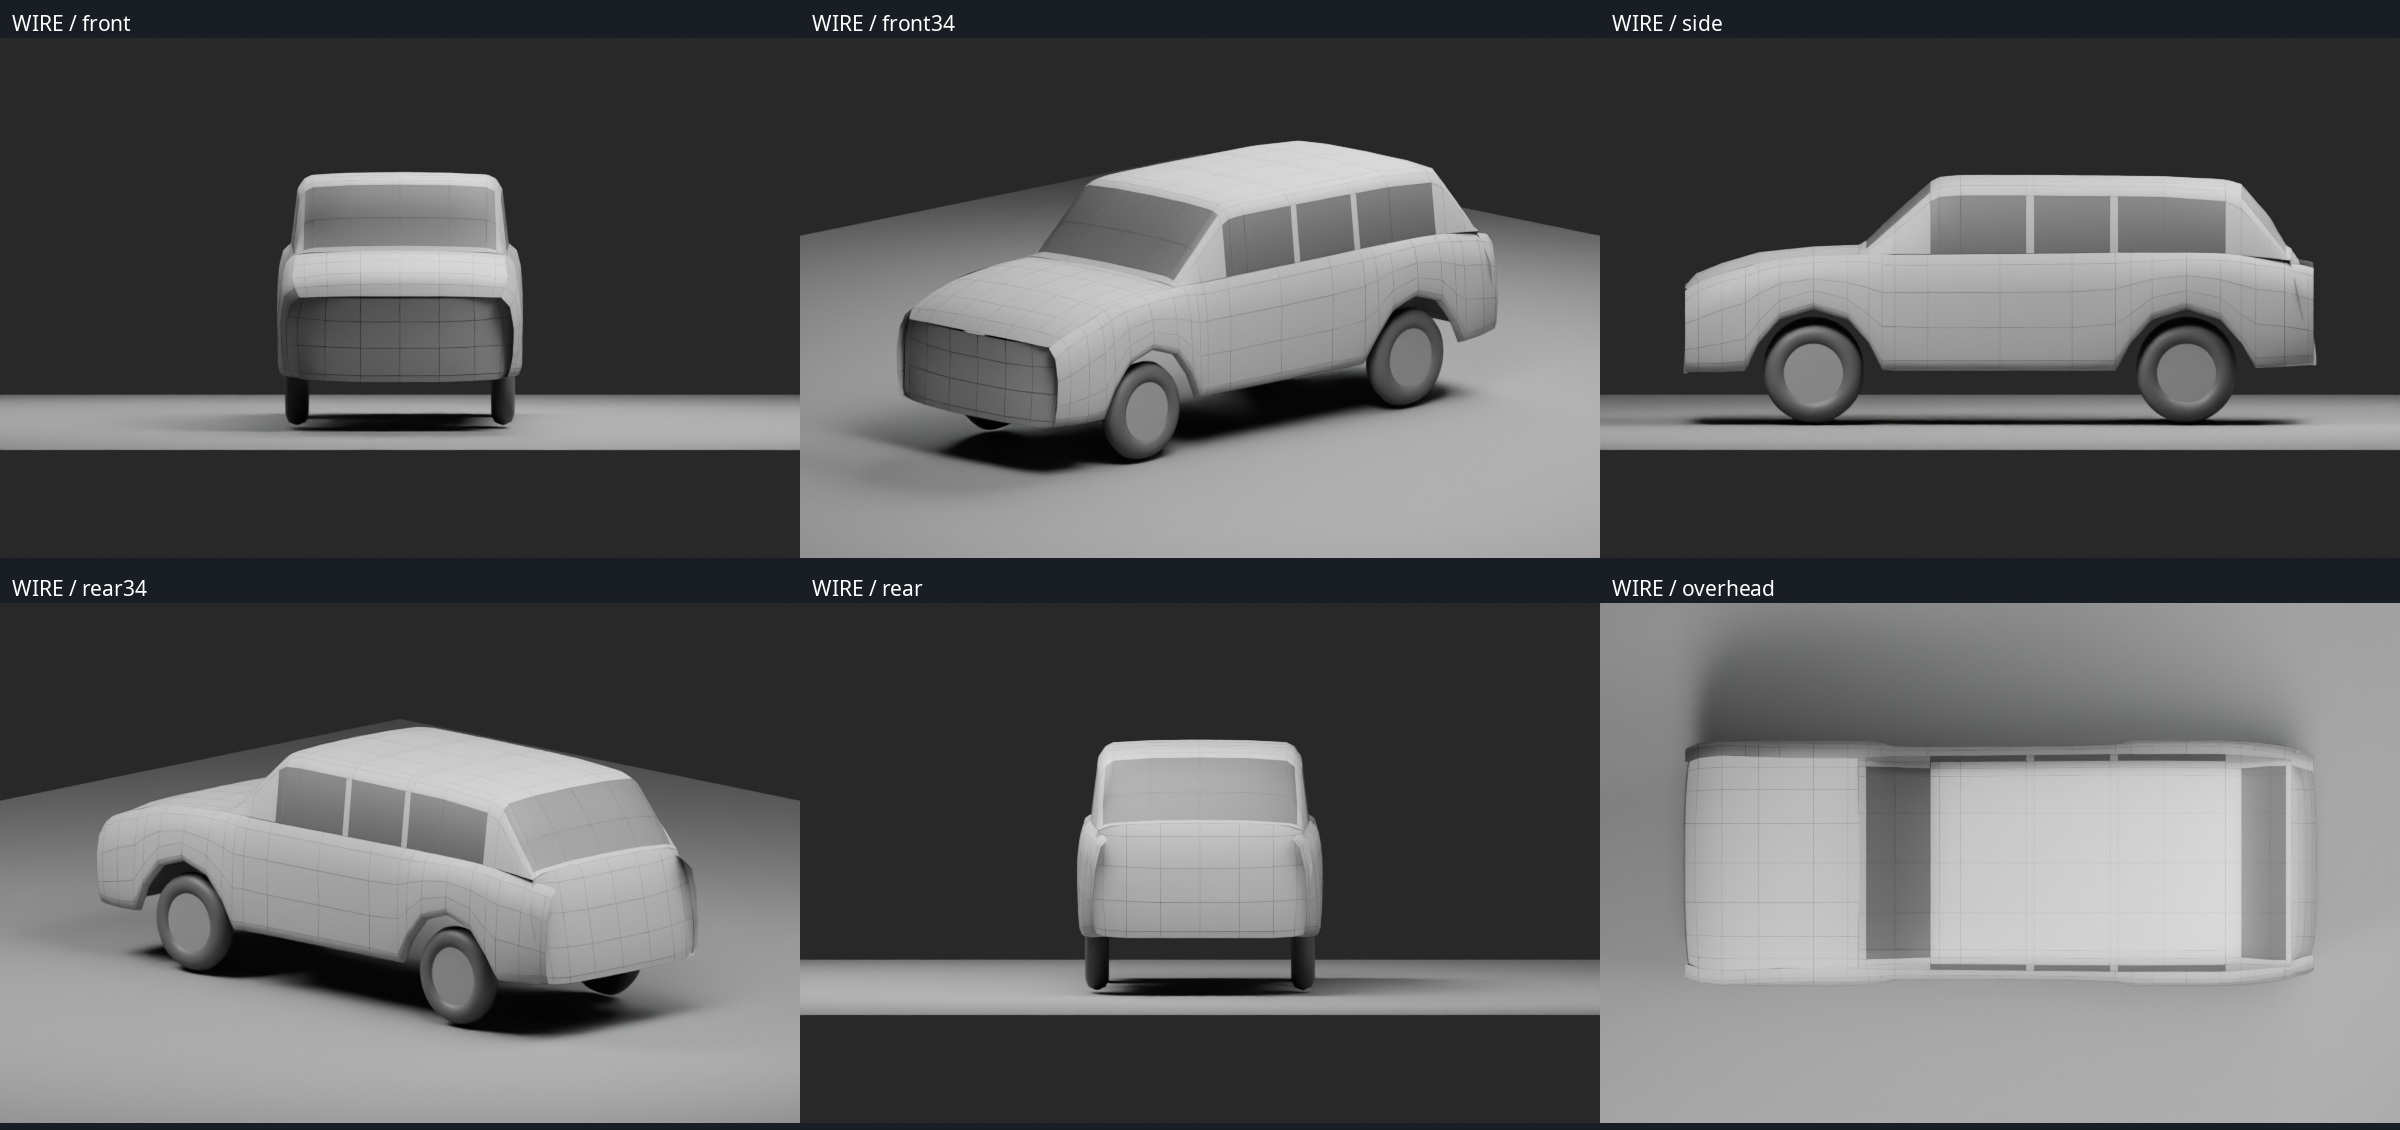 WIRE / front
WIRE / front34
WIRE / side
WIRE / rear34
WIRE / rear
WIRE / overhead